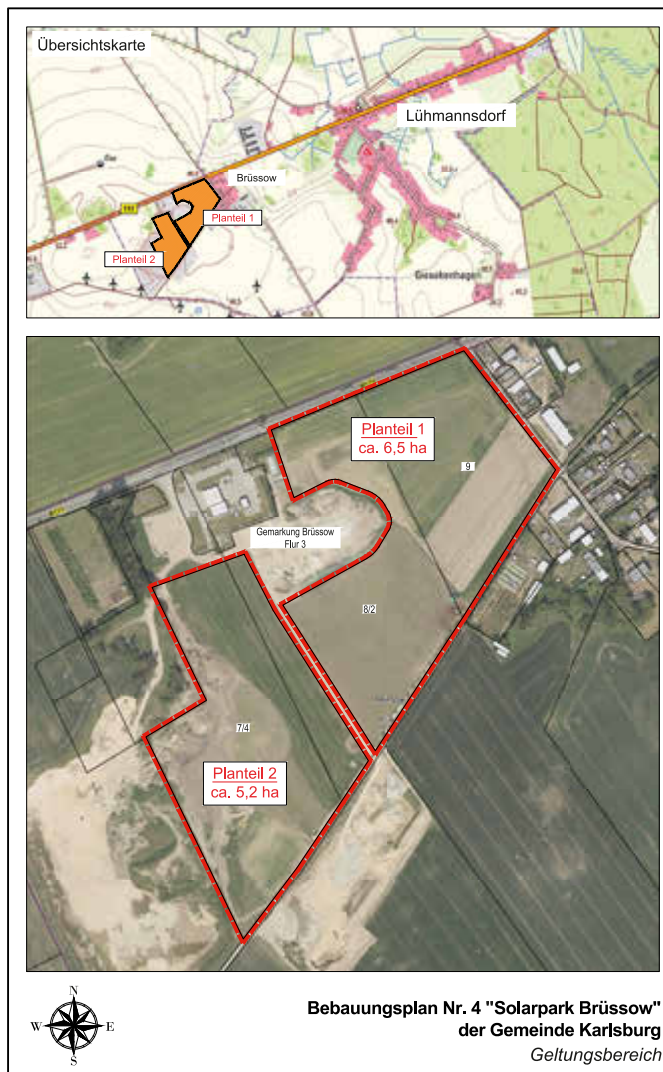 Übersichtskarte
Lühmannsdorf
Brüssow
Planteil 1
Planteil 2
Giesekenhagen
Planteil 1
ca. 6,5 ha
9
Gemarkung Brüssow
Flur 3
8/2
7/4
Planteil 2
ca. 5,2 ha
N
W E
S
Bebauungsplan Nr. 4 "Solarpark Brüssow"
der Gemeinde Karlsburg
Geltungsbereich